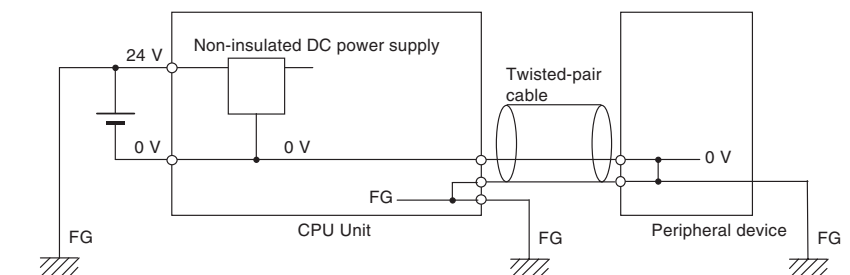 Non-insulated DC power supply
24 V
Twisted-pair
cable
0 V
0 V
0 V
FG
CPU Unit
Peripheral device
FG
FG
FG